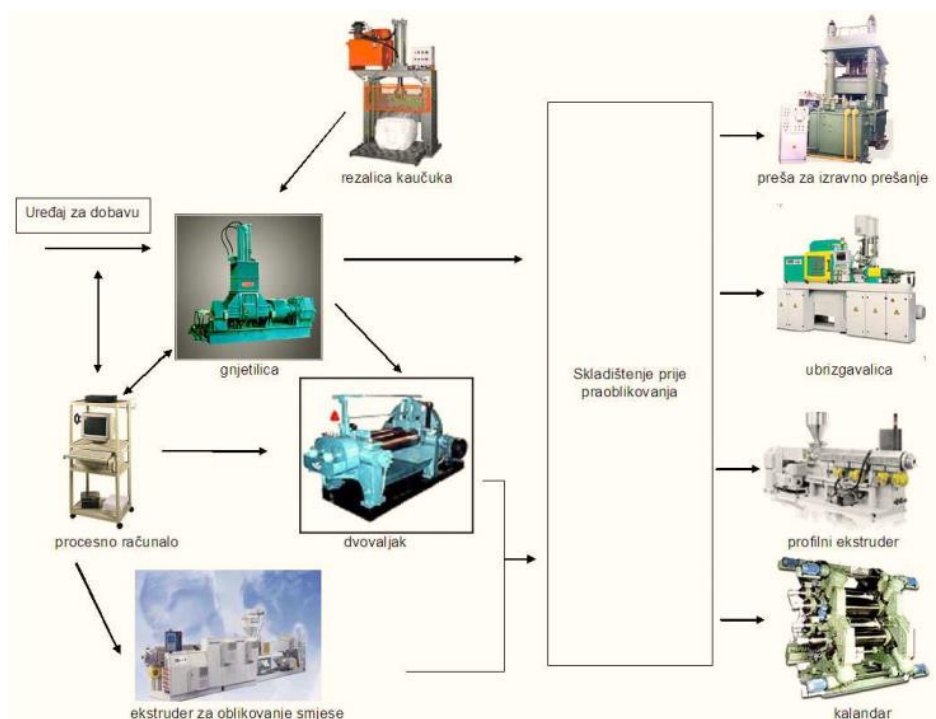 rezalica kaučuka
preša za izravno prešanje
Uređaj za dobavu
gnjetilica
ubrizgavalica
Skladištenje prije
praoblikovanja
procesno računalo
dvovaljak
profilni ekstruder
ekstruder za oblikovanje smjese
kalandar